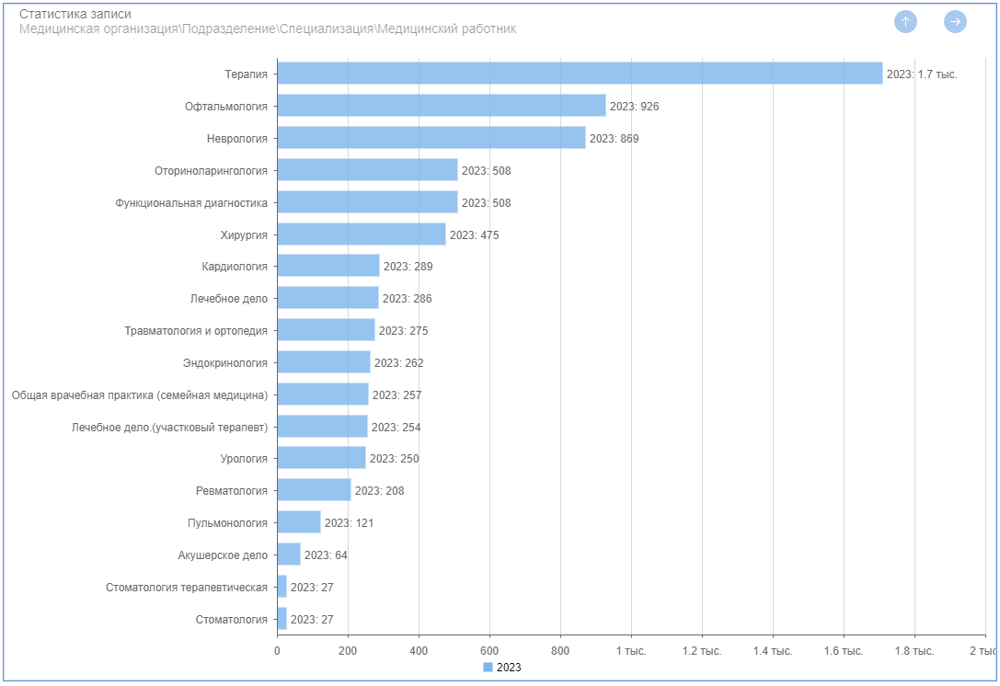 Статистика записи
Медицинская организация\Подразделение\Специализация\Медицинский работник
Терапия 2023: 1.7 тыс.
Офтальмология 2023: 926
Неврология 2023: 869
Оториноларингология 2023: 508
Функциональная диагностика 2023: 508
Хирургия 2023: 475
Кардиология 2023: 289
Лечебное дело 2023: 286
Травматология и ортопедия 2023: 275
Эндокринология 2023: 262
Общая врачебная практика (семейная медицина) 2023: 257
Лечебное дело.(участковый терапевт) 2023: 254
Урология 2023: 250
Ревматология 2023: 208
Пульмонология 2023: 121
Акушерское дело 2023: 64
Стоматология терапевтическая 2023: 27
Стоматология 2023: 27
0 200 400 600 800 1 тыс. 1.2 тыс. 1.4 тыс. 1.6 тыс. 1.8 тыс. 2 тыс
2023